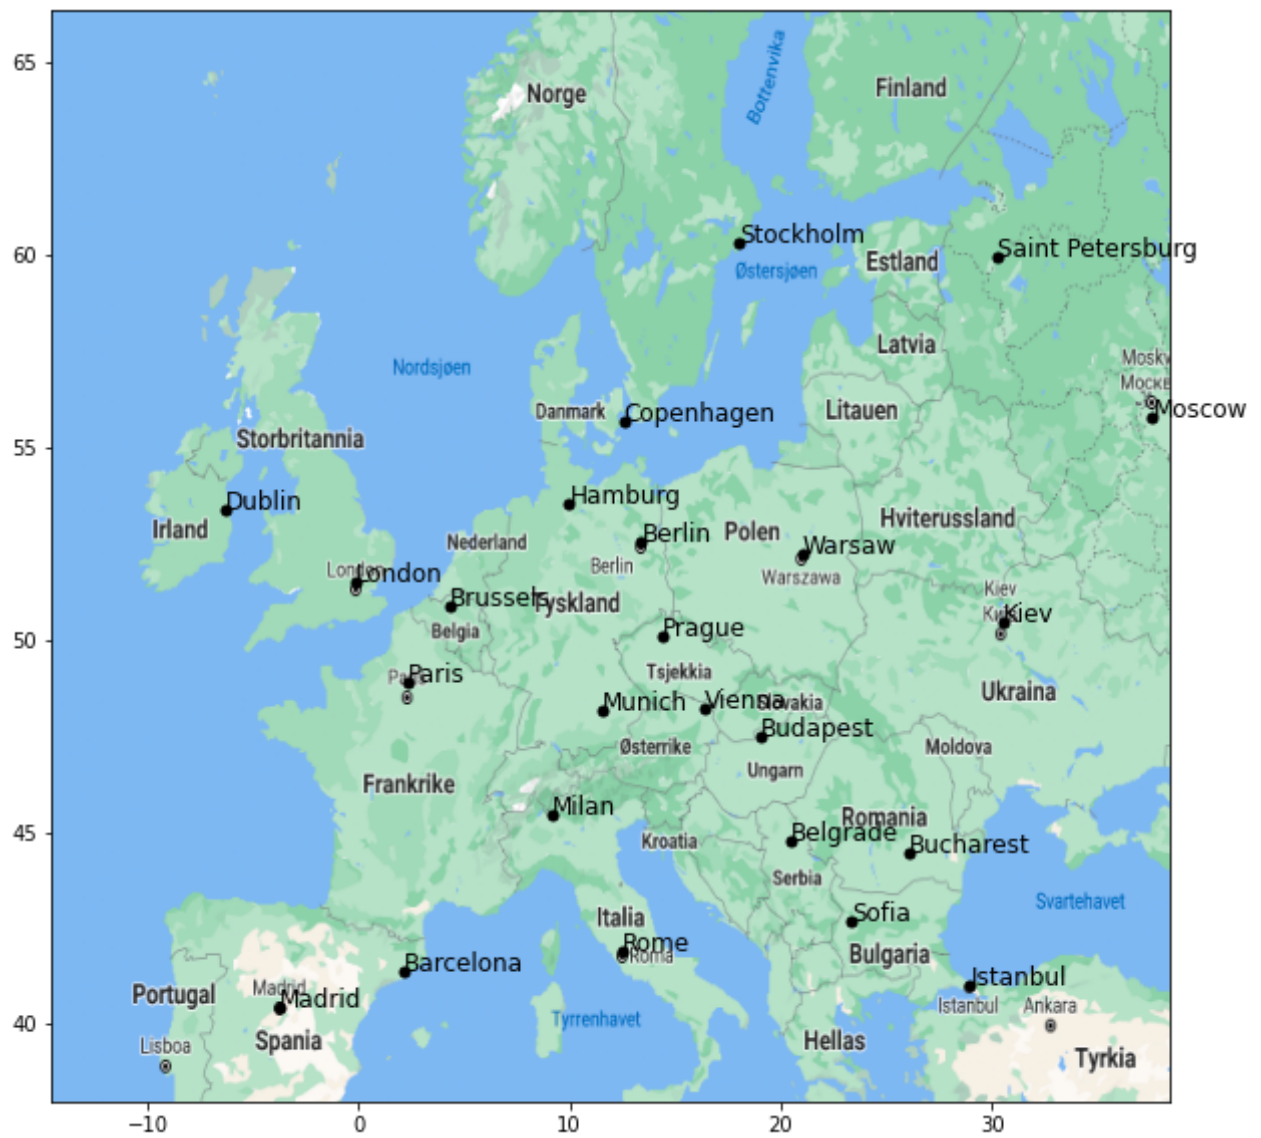 65
Norge
Bottenvika
Finland
60
Stockholm
Saint Petersburg
Østersjøen
Estland
Latvia
Nordsjøen
Mosky
Москв
Moscow
Danmark
Copenhagen
Litauen
55
Storbritannia
Dublin
Irland
Hamburg
Hviterussland
Nederland
Berlin
Polen
Berlin
Warsaw
Warszawa
London
London
Brussels
Tyskland
Kiev
Kiev
50
Belgia
Prague
Tsjekkia
Paris
Ukraina
Munich
Vienna
Slovakia
Budapest
Østerrike
Moldova
Ungarn
Frankrike
Milan
Romania
45
Kroatia
Belgrade
Bucharest
Serbia
Svartehavet
Italia
Sofia
Rome
Roma
Bulgaria
Barcelona
Istanbul
Portugal
Madrid
Madrid
Istanbul
Ankara
40
Tyrrenhavet
Spania
Hellas
Lisboa
Tyrkia
−10
0
10
20
30